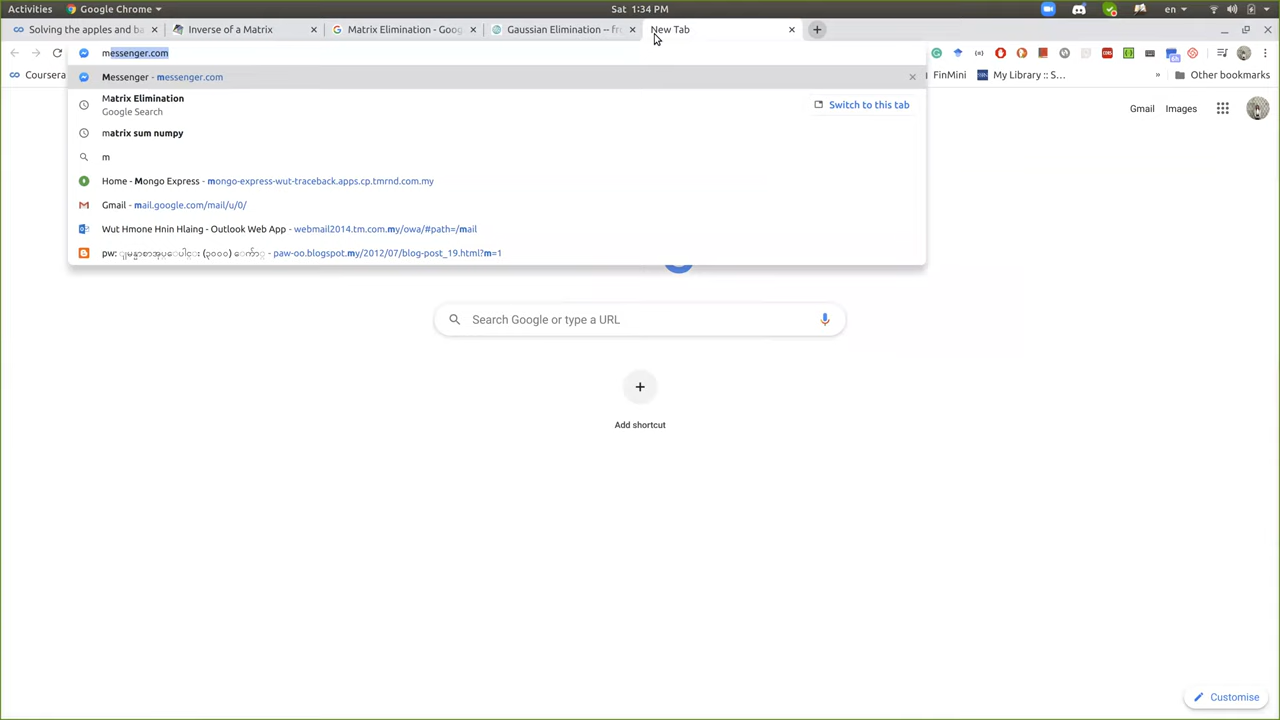 Activities Google Chrome Sat 1:34 PM en
Solving the apples and ba Inverse of a Matrix Matrix Elimination - Goog Gaussian Elimination -- fro New Tab
messenger.com
Coursera FinMini My Library :: S... » Other bookmarks
Messenger - messenger.com
Matrix Elimination
Google Search
Switch to this tab
Gmail Images
matrix sum numpy
m
Home - Mongo Express - mongo-express-wut-traceback.apps.cp.tmrnd.com.my
Gmail - mail.google.com/mail/u/0/
Wut Hmone Hnin Hlaing - Outlook Web App - webmail2014.tm.com.my/owa/#path=/mail
pw: - paw-oo.blogspot.my/2012/07/blog-post_19.html?m=1
Search Google or type a URL
Add shortcut
Customise